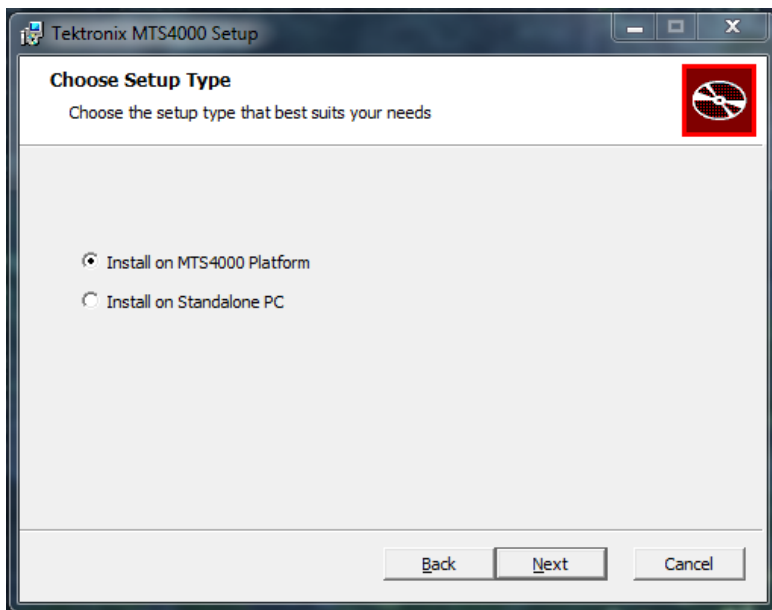 Tektronix MTS4000 Setup
Choose Setup Type
Choose the setup type that best suits your needs
Install on MTS4000 Platform
Install on Standalone PC
Back Next Cancel